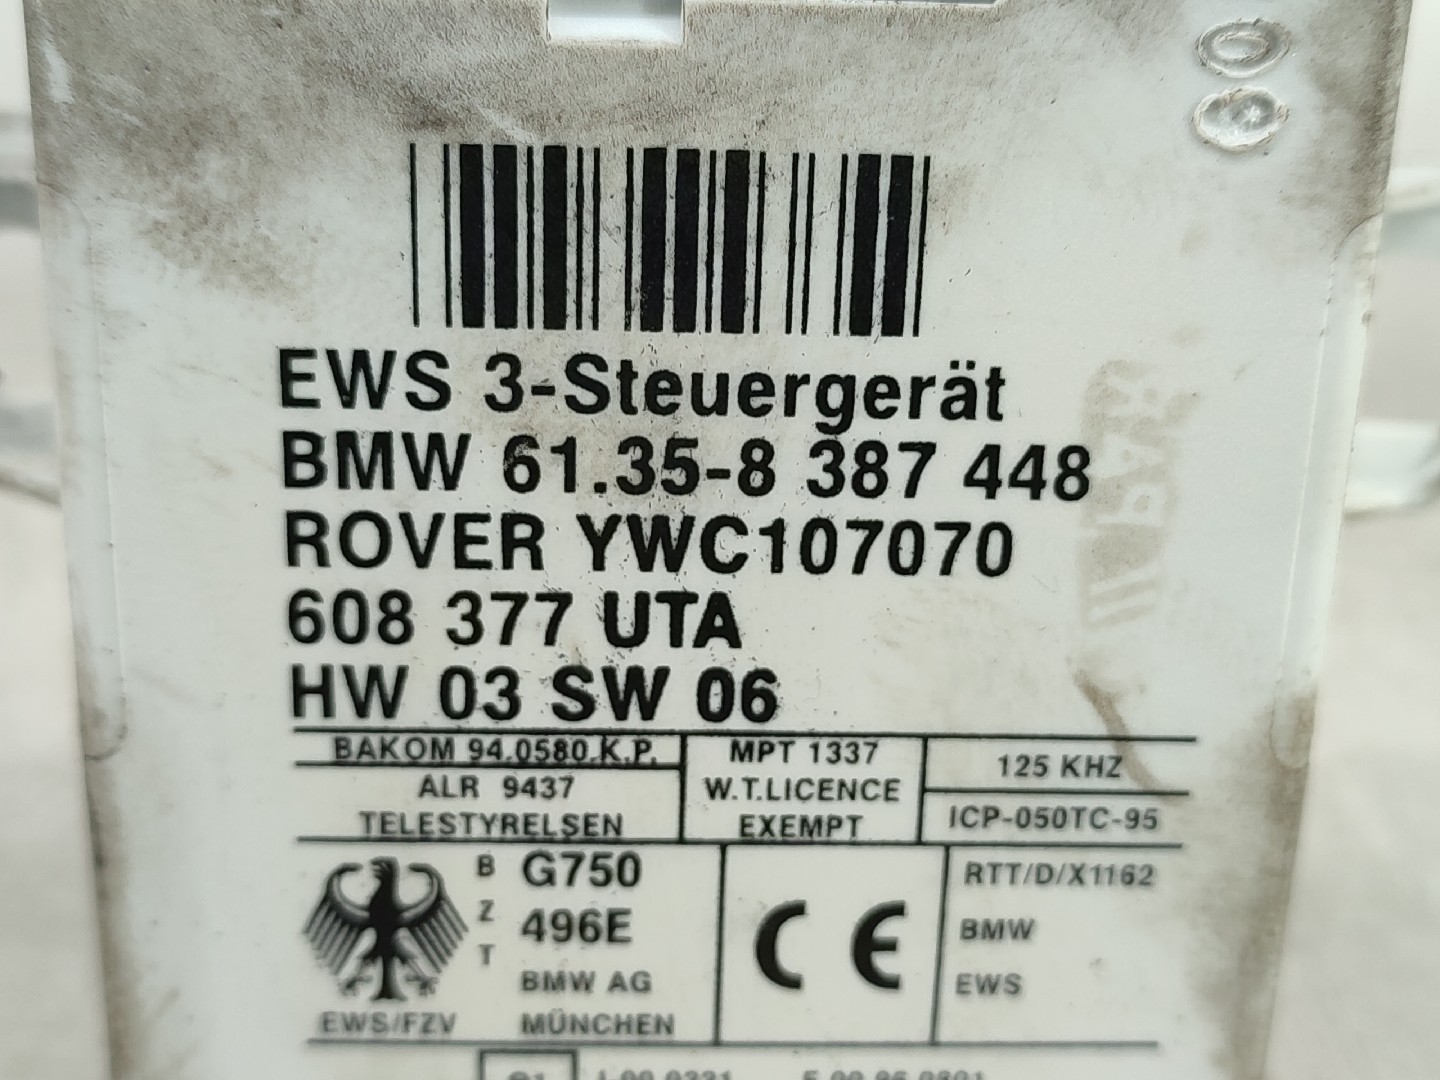 EWS 3-Steuergerät
BMW 61.35-8 387 448
ROVER YWC107070
608 377 UTA
HW 03 SW 06
BAKOM 94.0580.K.P.
ALR 9437
TELESTYRELSEN
MPT 1337
W.T.LICENCE
EXEMPT
125 KHZ
ICP-050TC-95
B Z T
G750
496E
BMW AG
MÜNCHEN
EWS/FZV
CE
RTT/D/X1162
BMW
EWS